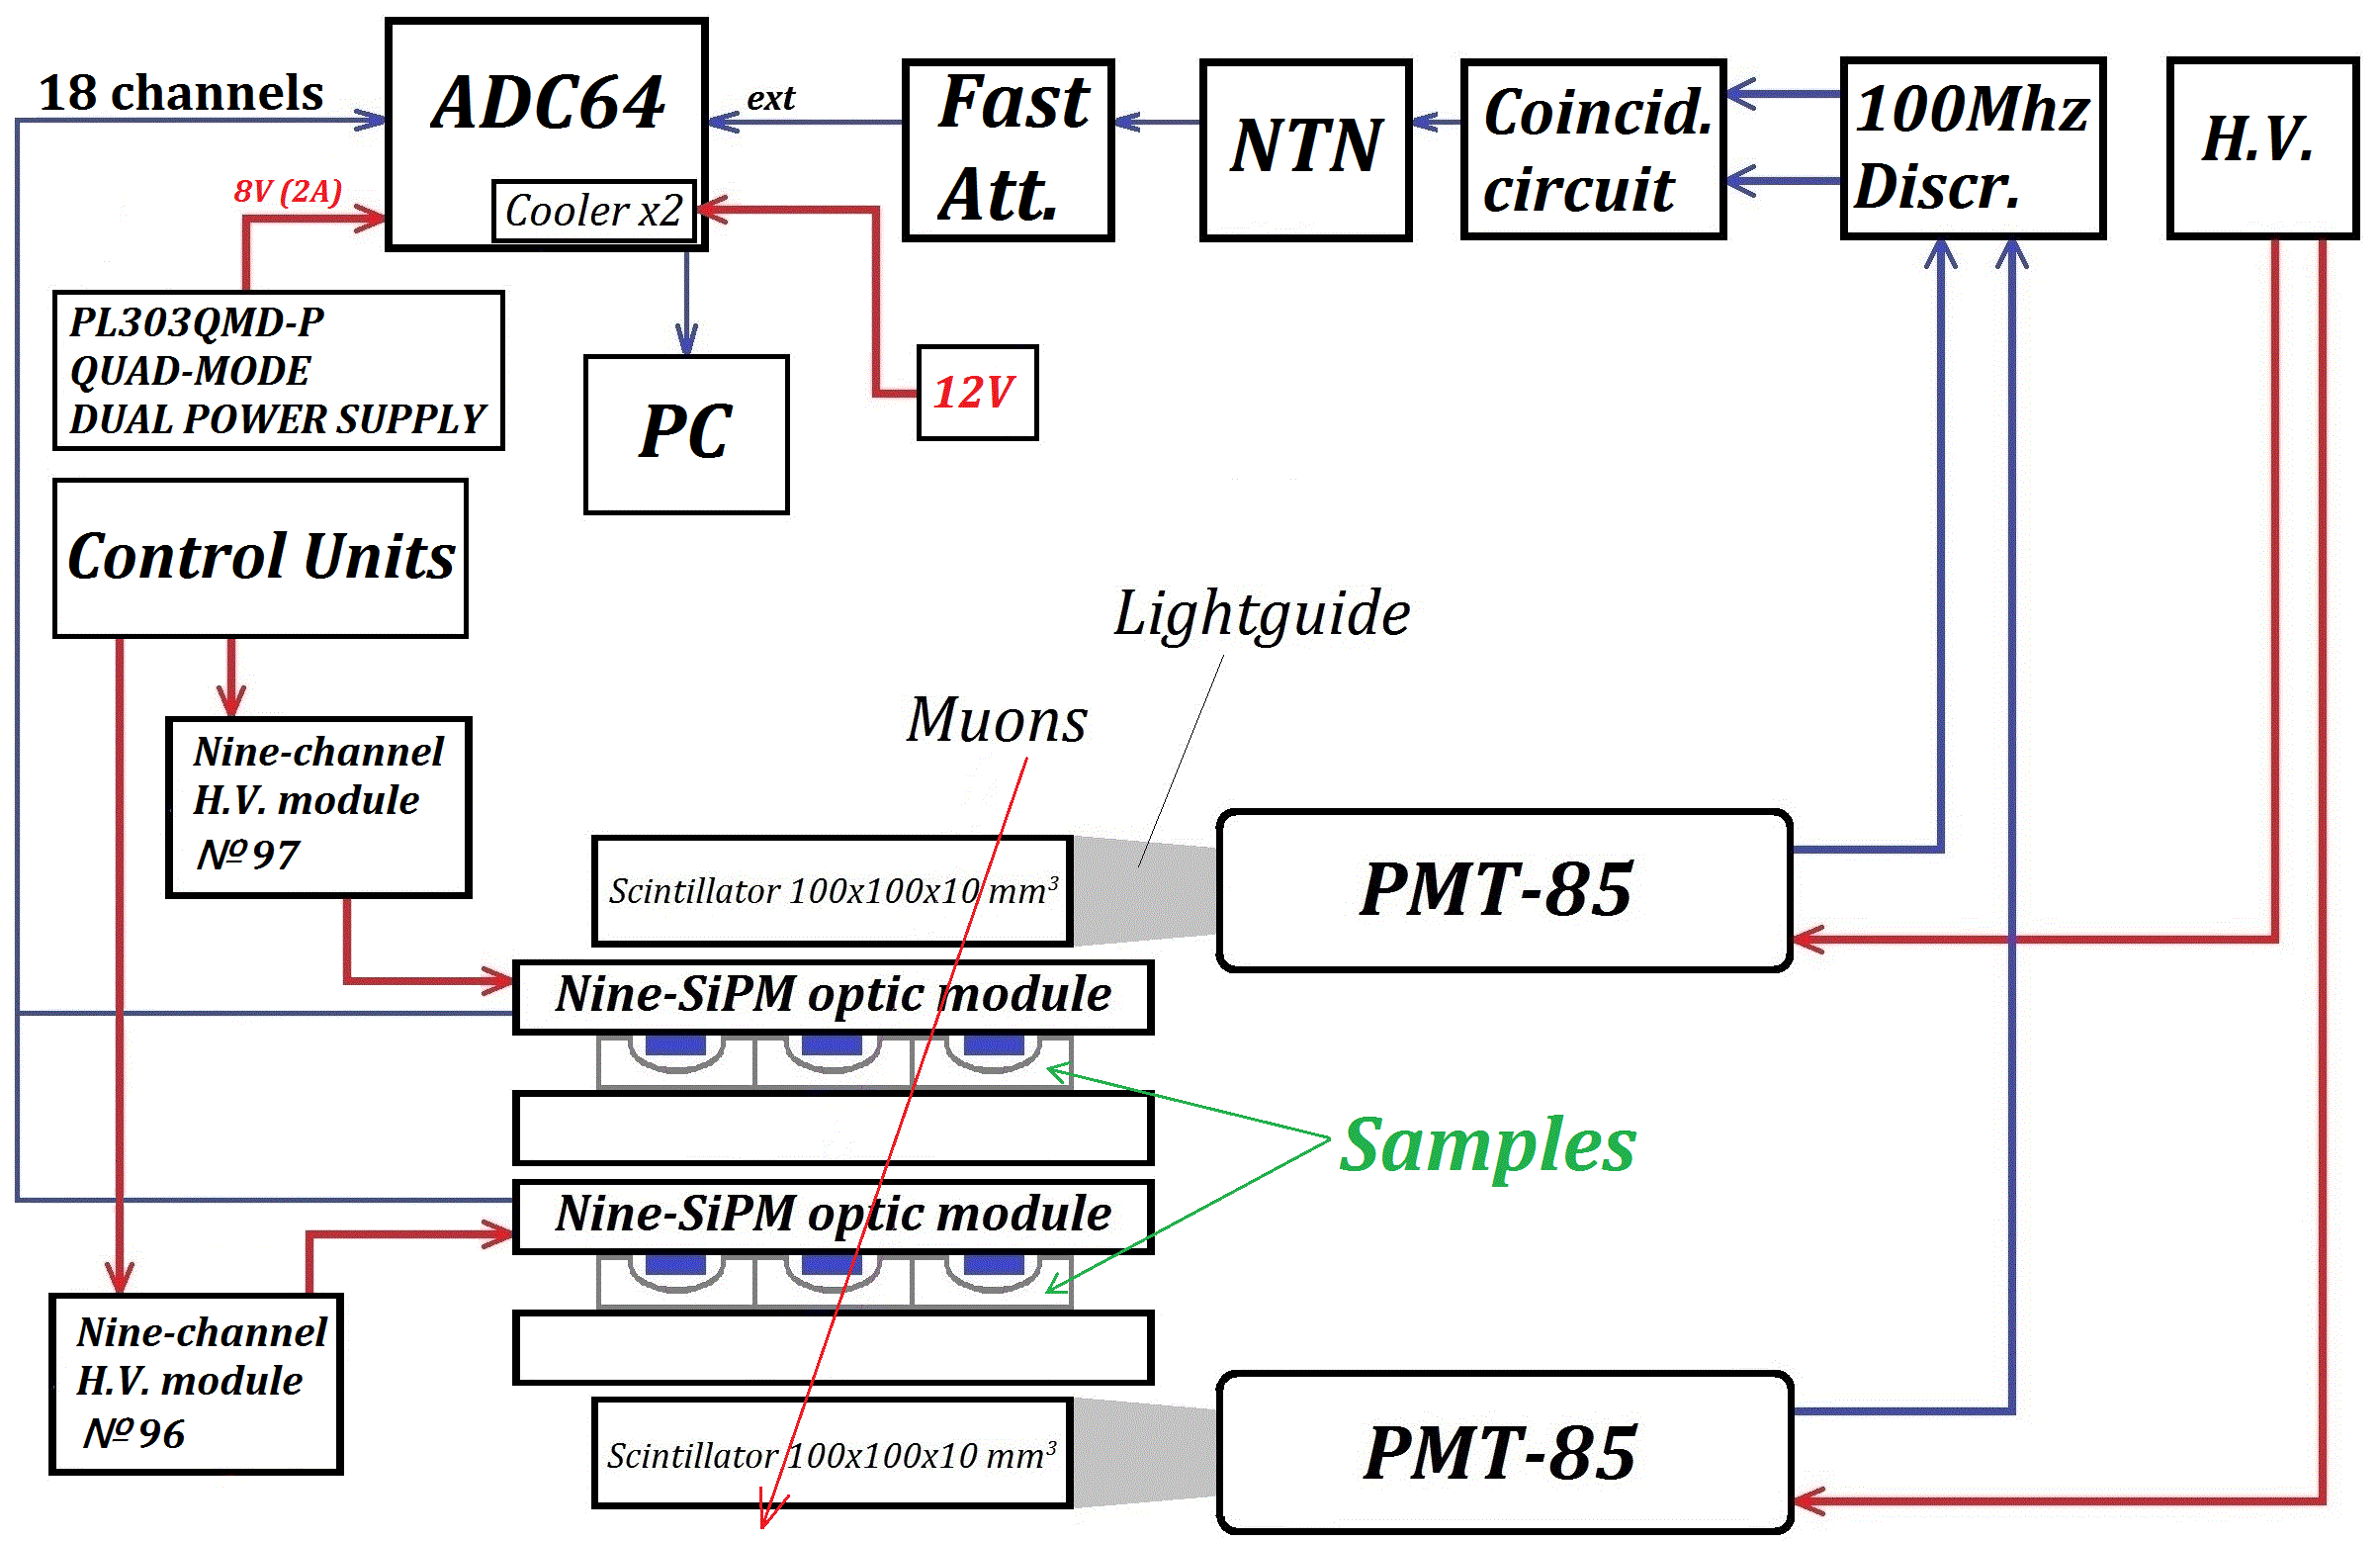 18 channels
ADC64
Cooler x2
ext
Fast
Att.
NTN
Coincid.
circuit
100Mhz
Discr.
H.V.
8V (2A)
PL303QMD-P
QUAD-MODE
DUAL POWER SUPPLY
PC
12V
Control Units
Lightguide
Muons
Nine-channel
H.V. module
№97
Scintillator 100x100x10 mm³
PMT-85
Nine-SiPM optic module
Samples
Nine-SiPM optic module
Nine-channel
H.V. module
№96
Scintillator 100x100x10 mm³
PMT-85